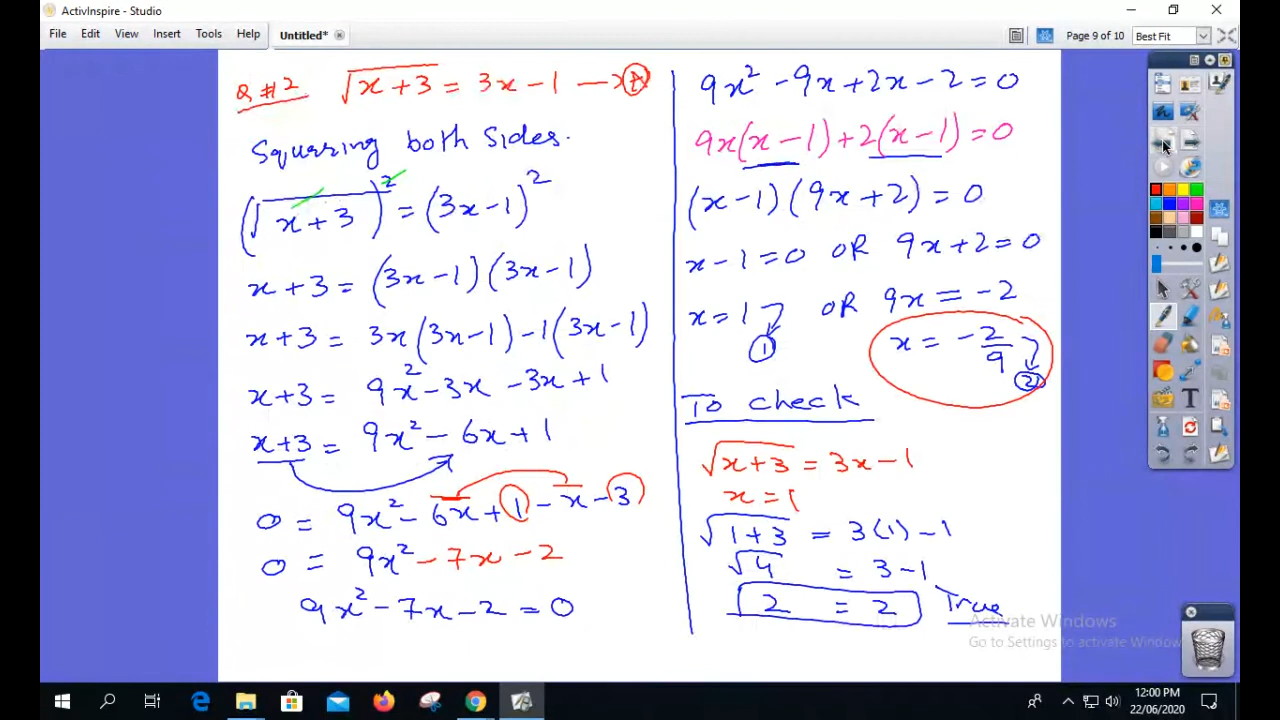 ActivInspire - Studio
File Edit View Insert Tools Help Untitled* Page 9 of 10 Best Fit
Q #2 √x+3 = 3x-1 → A
Squrring both sides.
(√x+3)² = (3x-1)²
x+3 = (3x-1)(3x-1)
x+3 = 3x(3x-1)-1(3x-1)
x+3 = 9x²-3x-3x+1
x+3 = 9x²-6x+1
0 = 9x²-6x+1-x-3
0 = 9x²-7x-2
9x²-7x-2=0
9x²-9x+2x-2=0
9x(x-1)+2(x-1)=0
(x-1)(9x+2)=0
x-1=0 OR 9x+2=0
x=1 OR 9x=-2
1 x=-2/9
2
To check
√x+3 = 3x-1
x=1
√1+3 = 3(1)-1
√4 = 3-1
2 = 2 True
Activate Windows
Go to Settings to activate Windows.
12:00 PM
22/06/2020